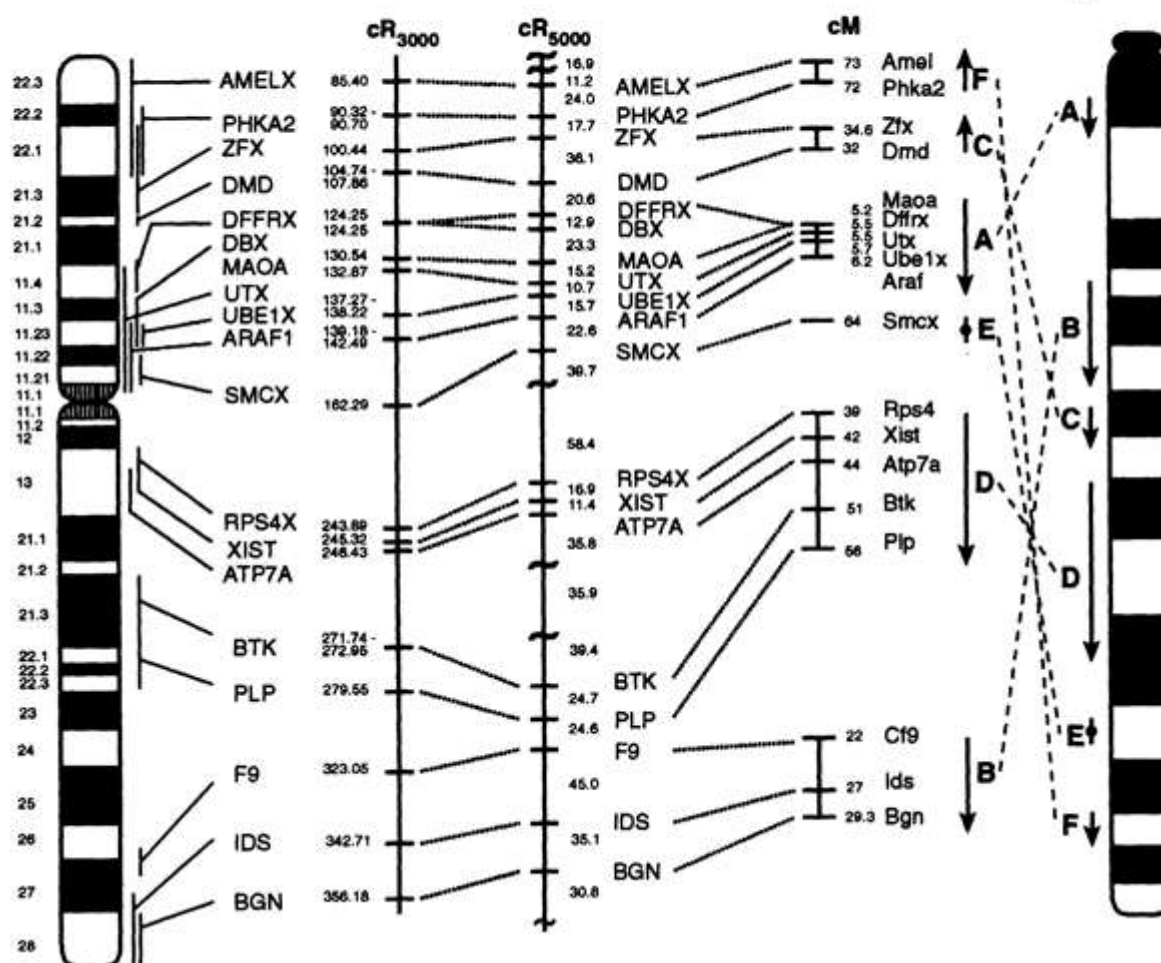 cR3000 cR5000 cM
22.3
22.2
22.1
21.3
21.2
21.1
11.4
11.3
11.23
11.22
11.21
11.1
11.1
11.2
12
13
21.1
21.2
21.3
22.1
22.2
22.3
23
24
25
26
27
28
AMELX
PHKA2
ZFX
DMD
DFFRX
DBX
MAOA
UTX
UBE1X
ARAF1
SMCX
RPS4X
XIST
ATP7A
BTK
PLP
F9
IDS
BGN
85.40
90.32 -
90.70
100.44
104.74 -
107.86
124.25
124.25
130.54
132.87
137.27 -
138.22
139.18 -
142.49
162.29
243.89
245.32
246.43
271.74 -
272.95
279.55
323.05
342.71
356.18
16.9
11.2
24.0
17.7
36.1
20.6
12.9
23.3
15.2
10.7
15.7
22.6
39.7
58.4
16.9
11.4
35.8
35.9
39.4
24.7
24.6
45.0
35.1
30.8
AMELX
PHKA2
ZFX
DMD
DFFRX
DBX
MAOA
UTX
UBE1X
ARAF1
SMCX
RPS4X
XIST
ATP7A
BTK
PLP
F9
IDS
BGN
73 Amel
72 Phka2
34.6 Zfx
32 Dmd
Maoa
5.2 Dffrx
5.5 Utx
5.5 Ube1x
5.7 Araf
6.2
64 Smcx
39 Rps4
42 Xist
44 Atp7a
51 Btk
56 Plp
22 Cf9
27 Ids
29.3 Bgn
F
C
A
E
D
B
A
B
C
D
E
F